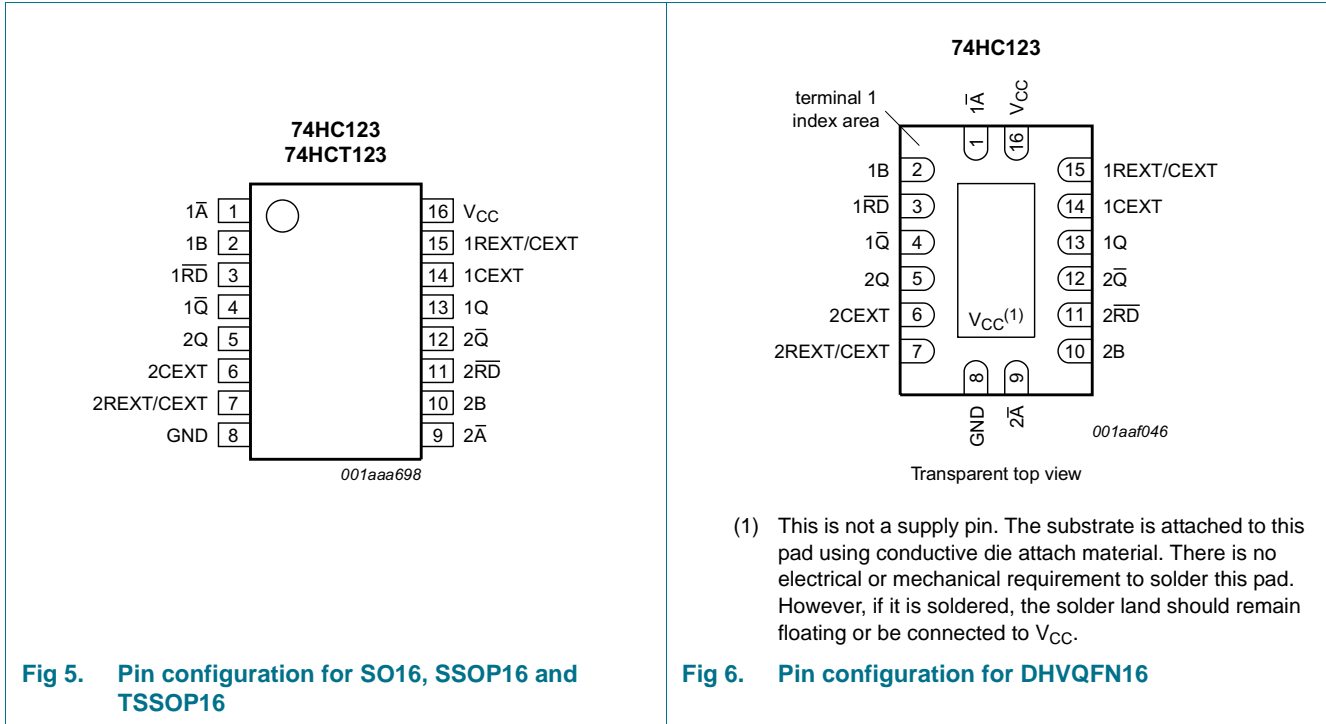 74HC123
74HCT123
1A̅ 1
1B 2
1R̅D̅ 3
1Q̅ 4
2Q 5
2CEXT 6
2REXT/CEXT 7
GND 8
16 VCC
15 1REXT/CEXT
14 1CEXT
13 1Q
12 2Q̅
11 2R̅D̅
10 2B
9 2A̅
001aaa698
Fig 5. Pin configuration for SO16, SSOP16 and
TSSOP16
74HC123
terminal 1
index area
1A̅ 1
VCC 16
1B 2
1R̅D̅ 3
1Q̅ 4
2Q 5
2CEXT 6
2REXT/CEXT 7
15 1REXT/CEXT
14 1CEXT
13 1Q
12 2Q̅
11 2R̅D̅
10 2B
VCC(1)
8 GND
9 2A̅
001aaf046
Transparent top view
(1) This is not a supply pin. The substrate is attached to this
pad using conductive die attach material. There is no
electrical or mechanical requirement to solder this pad.
However, if it is soldered, the solder land should remain
floating or be connected to VCC.
Fig 6. Pin configuration for DHVQFN16